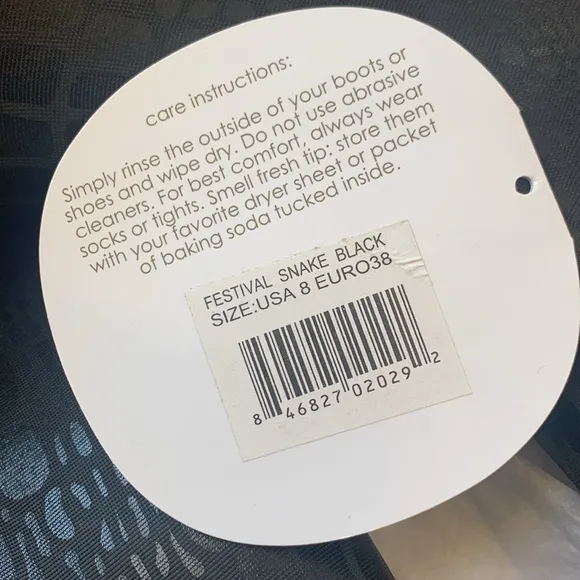 care instructions:
Simply rinse the outside of your boots or
shoes and wipe dry. Do not use abrasive
cleaners. For best comfort, always wear
socks or tights. Smell fresh tip: store them
with your favorite dryer sheet or packet
of baking soda tucked inside.
FESTIVAL SNAKE BLACK
SIZE:USA 8 EURO38
8 46827 02029 2